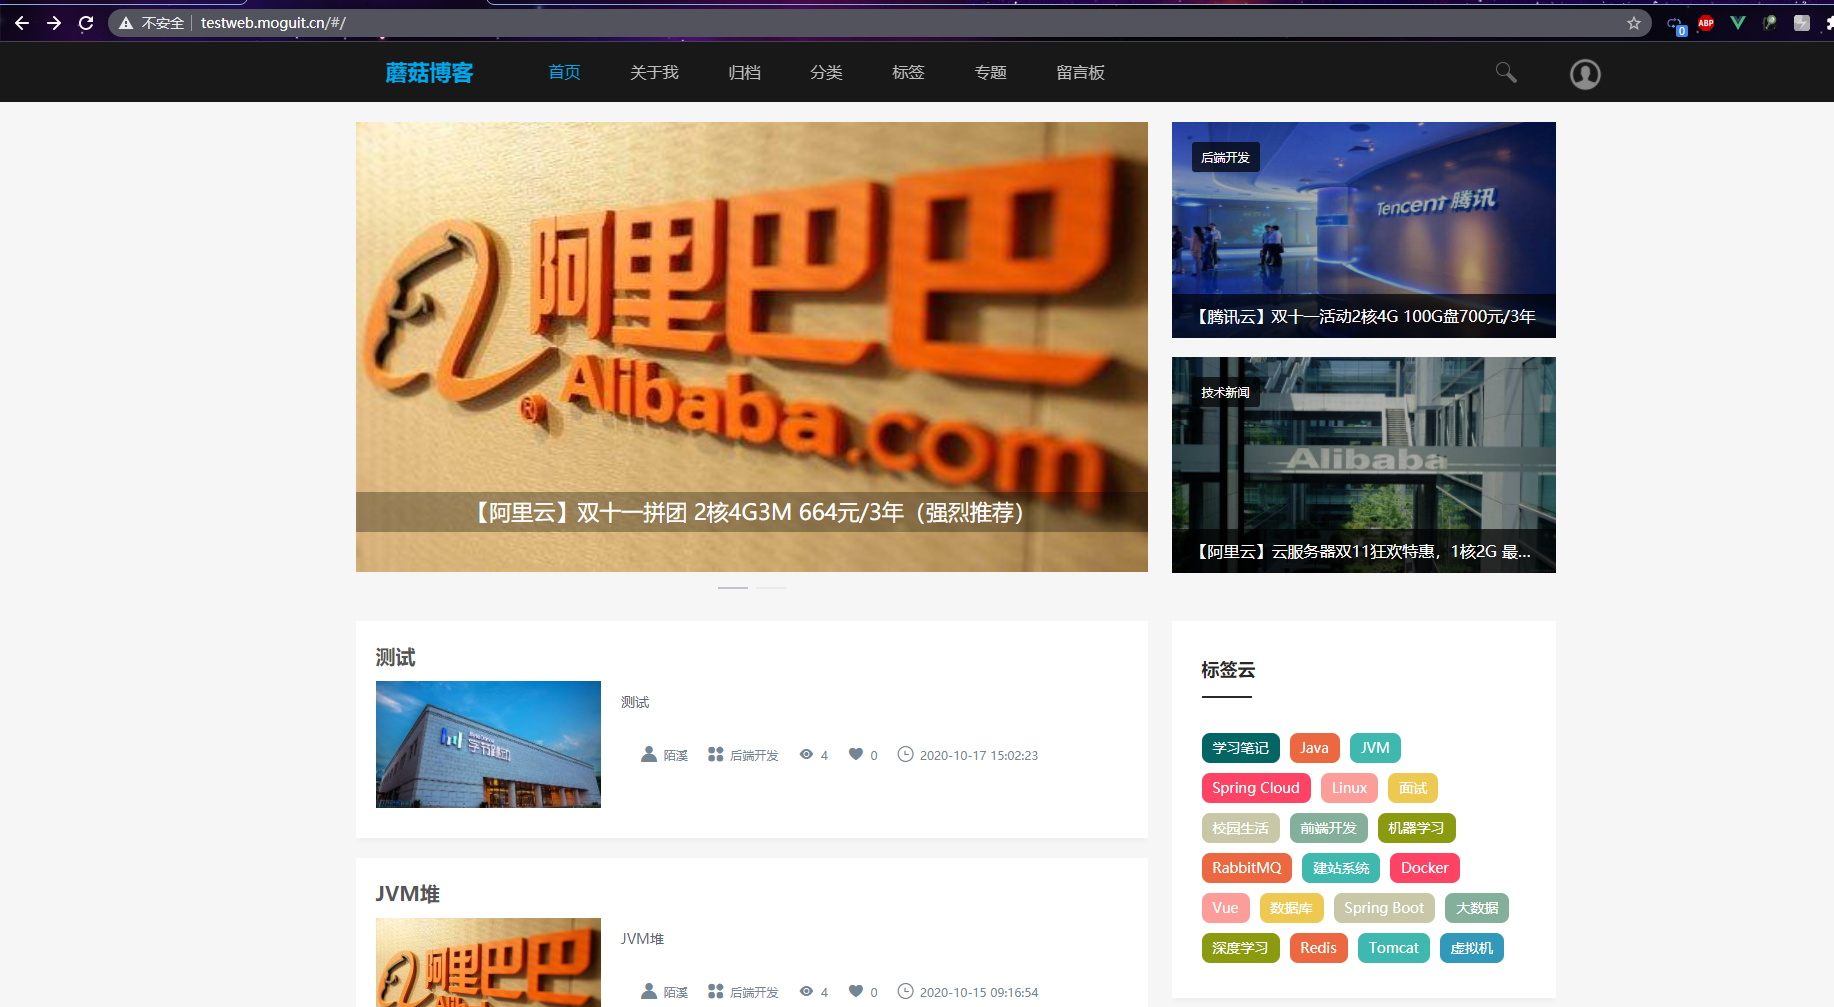 不安全 testweb.moguit.cn/#/
ABP
0
蘑菇博客 首页 关于我 归档 分类 标签 专题 留言板
阿里巴巴
Alibaba.com
®
【阿里云】双十一拼团 2核4G3M 664元/3年（强烈推荐）
后端开发
Tencent 腾讯
【腾讯云】双十一活动2核4G 100G盘700元/3年
技术新闻
Alibaba
【阿里云】云服务器双11狂欢特惠，1核2G 最...
测试
字节跳动
测试
陌溪 后端开发 4 0 2020-10-17 15:02:23
JVM堆
阿里巴巴
JVM堆
陌溪 后端开发 4 0 2020-10-15 09:16:54
标签云
学习笔记 Java JVM
Spring Cloud Linux 面试
校园生活 前端开发 机器学习
RabbitMQ 建站系统 Docker
Vue 数据库 Spring Boot 大数据
深度学习 Redis Tomcat 虚拟机